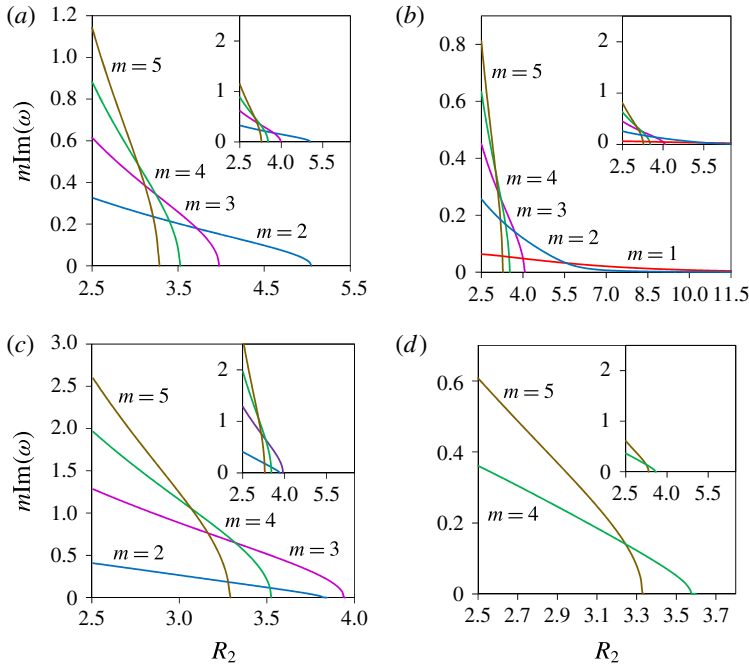 (a)
1.2
1.0
0.8
0.6
0.4
0.2
0
mIm(ω)
m = 5
m = 4
m = 3
m = 2
2.5 3.5 4.5 5.5
2
1
0
2.5 4.0 5.5
(b)
0.8
0.6
0.4
0.2
0
m = 5
m = 4
m = 3
m = 2
m = 1
2.5 4.0 5.5 7.0 8.5 10.0 11.5
2
1
0
2.5 4.0 5.5
(c)
3.0
2.5
2.0
1.5
1.0
0.5
0
mIm(ω)
m = 5
m = 4
m = 3
m = 2
2.5 3.0 3.5 4.0
R2
2
1
0
2.5 4.0 5.5
(d)
0.6
0.4
0.2
0
m = 5
m = 4
2.5 2.7 2.9 3.1 3.3 3.5 3.7
R2
2
1
0
2.5 4.0 5.5